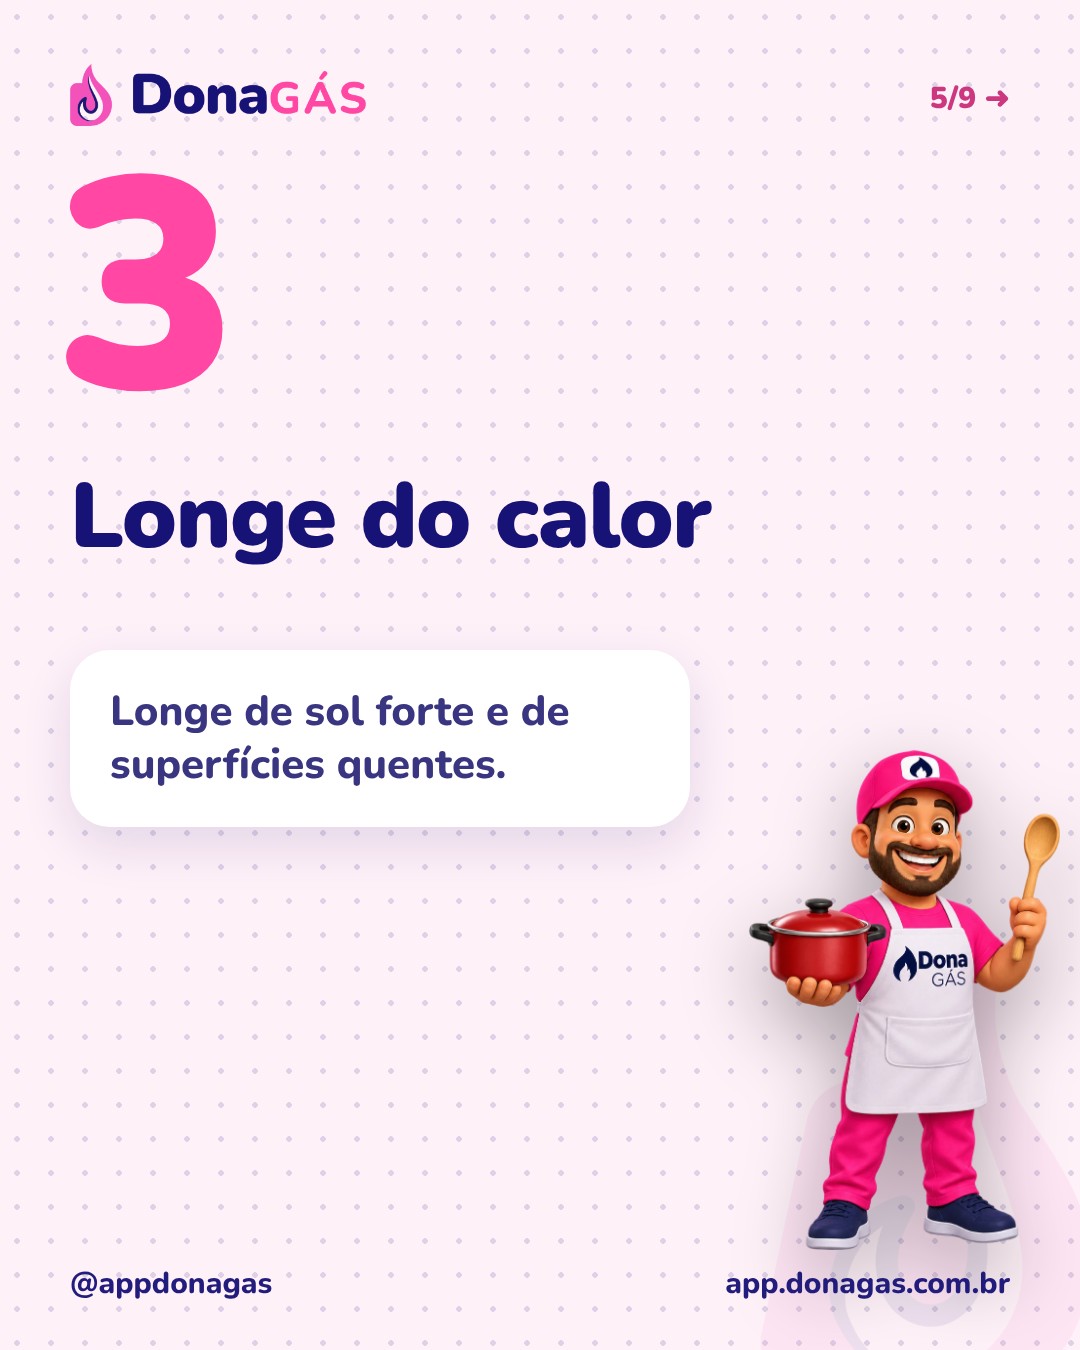 DonaGÁS
5/9 →
3
Longe do calor
Longe de sol forte e de
superfícies quentes.
Dona
GÁS
@appdonagas
app.donagas.com.br